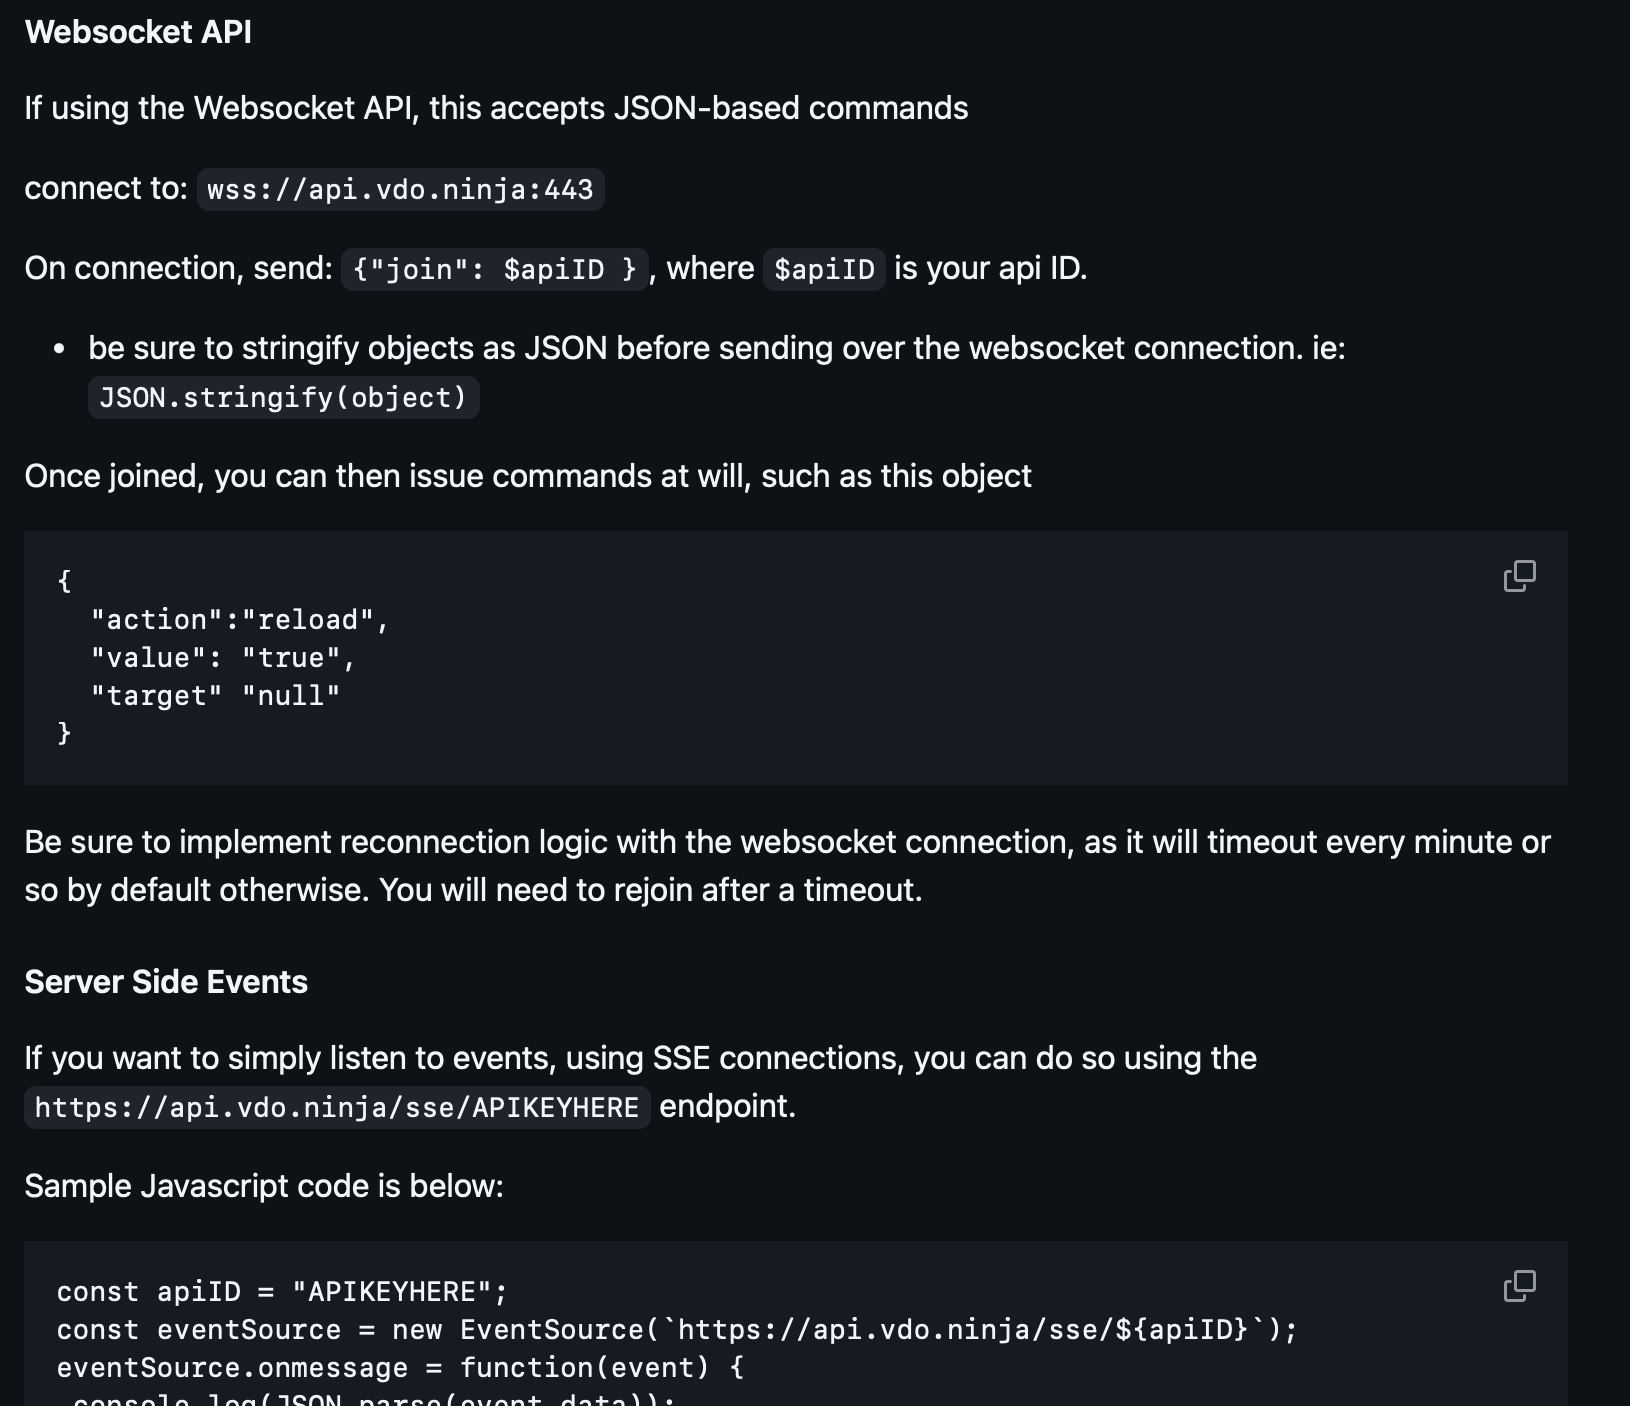 Websocket API
If using the Websocket API, this accepts JSON-based commands
connect to: wss://api.vdo.ninja:443
On connection, send: {"join": $apiID } , where $apiID is your api ID.
• be sure to stringify objects as JSON before sending over the websocket connection. ie:
JSON.stringify(object)
Once joined, you can then issue commands at will, such as this object
{
  "action":"reload",
  "value": "true",
  "target" "null"
}
Be sure to implement reconnection logic with the websocket connection, as it will timeout every minute or
so by default otherwise. You will need to rejoin after a timeout.
Server Side Events
If you want to simply listen to events, using SSE connections, you can do so using the
https://api.vdo.ninja/sse/APIKEYHERE endpoint.
Sample Javascript code is below:
const apiID = "APIKEYHERE";
const eventSource = new EventSource(`https://api.vdo.ninja/sse/${apiID}`);
eventSource.onmessage = function(event) {
 console.log(JSON.parse(event.data));